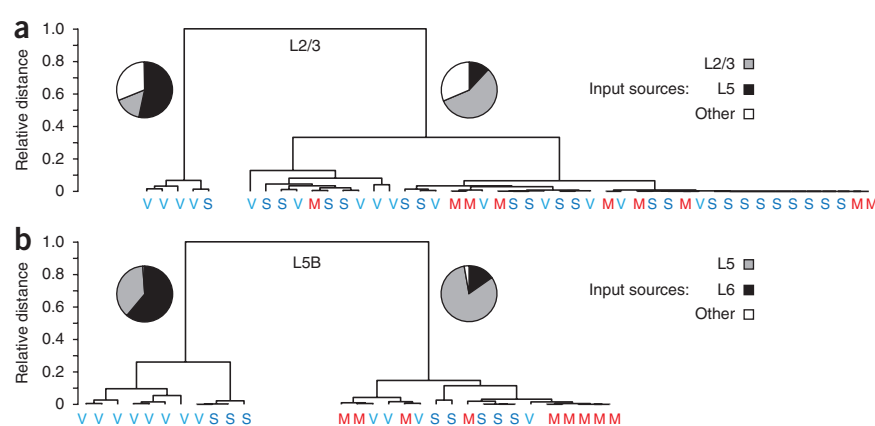 a
1.0
L2/3
0.8
L2/3
Relative distance
0.6
Input sources: L5
0.4
Other
0.2
0
V V V V S V S S V M S S V V V S S V M M V M S S V S S V M V M S S M V S S S S S S S S S M M
b
1.0
L5B
L5
0.8
Relative distance
Input sources: L6
0.6
Other
0.4
0.2
0
V V V V V V V V S S S M M V V M V S S M S S S V M M M M M